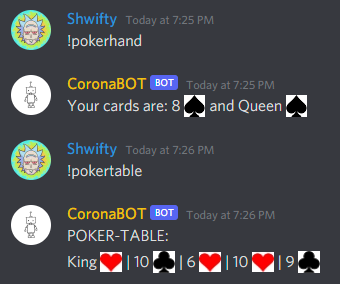 Shwifty Today at 7:25 PM
!pokerhand
CoronaBOT BOT Today at 7:25 PM
Your cards are: 8 ♠ and Queen ♠
Shwifty Today at 7:26 PM
!pokertable
CoronaBOT BOT Today at 7:26 PM
POKER-TABLE:
King ♥ | 10 ♣ | 6 ♥ | 10 ♥ | 9 ♣